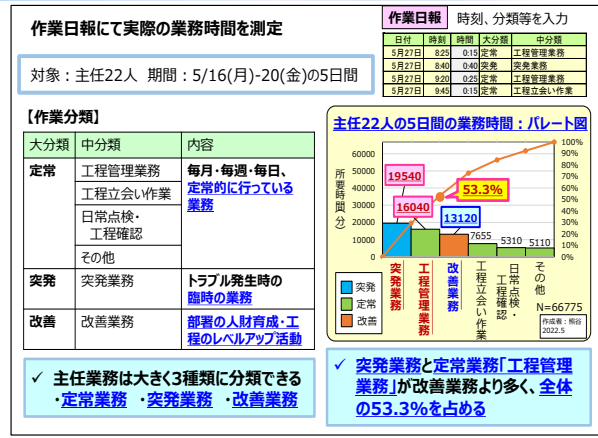 作業日報にて実際の業務時間を測定
対象：主任22人 期間：5/16(月)-20(金)の5日間
作業日報 時刻、分類等を入力
日付 時刻 時間 大分類 中分類
5月27日 8:25 0:15 定常 工程管理業務
5月27日 8:40 0:40 突発 突発業務
5月27日 9:20 0:25 定常 工程管理業務
5月27日 9:45 0:15 定常 工程立会い作業
【作業分類】
大分類 中分類 内容
定常 工程管理業務 毎月・毎週・毎日、
工程立会い作業 定常的に行っている
業務
日常点検・
工程確認
その他
突発 突発業務 トラブル発生時の
臨時の業務
改善 改善業務 部署の人財育成・工
程のレベルアップ活動
✓ 主任業務は大きく3種類に分類できる
・定常業務 ・突発業務 ・改善業務
主任22人の5日間の業務時間：パレート図
所要時間(分)
60000
50000
40000
30000
20000
10000
0
100%
90%
80%
70%
60%
50%
40%
30%
20%
10%
0%
19540
16040
53.3%
13120
7655
5310
5110
突発
定常
改善
突発業務
工程管理業務
改善業務
工程立会い作業
日常点検・
工程確認
その他
N=66775
作成者：熊谷
2022.5
✓ 突発業務と定常業務「工程管理
業務」が改善業務より多く、全体
の53.3%を占める